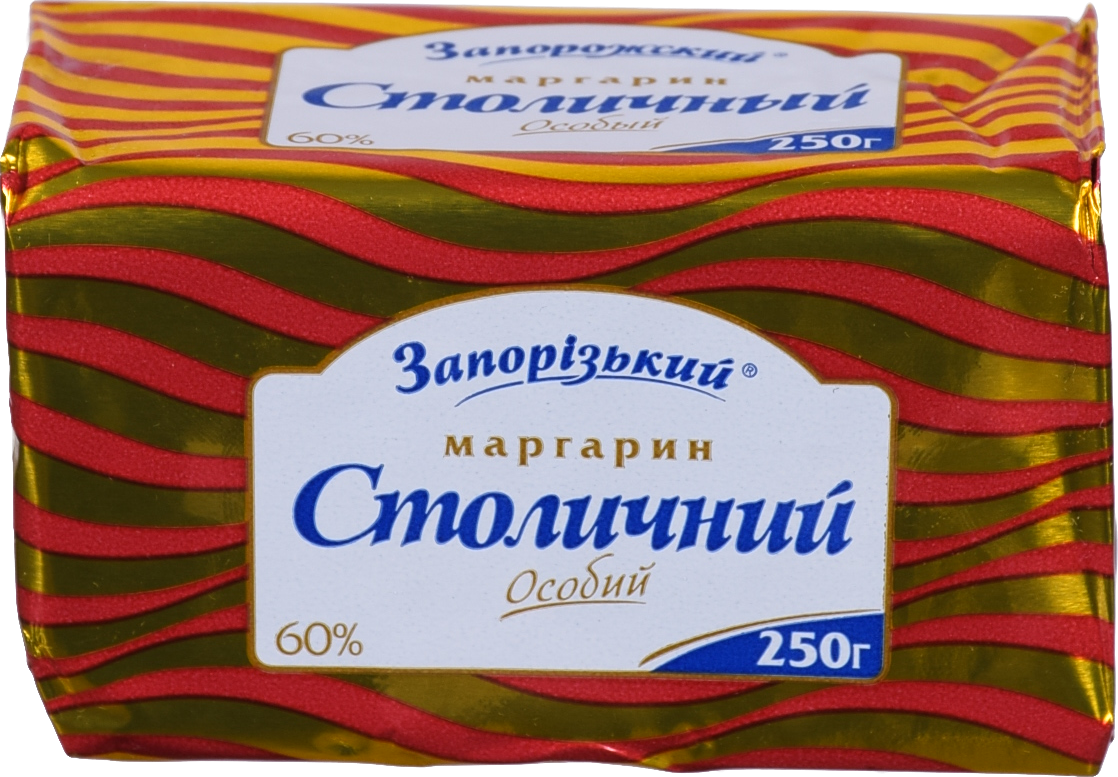 Запорожский®
маргарин
Столичный
Особый
60%
250г
Запорізький®
маргарин
Столичний
Особий
60%
250г